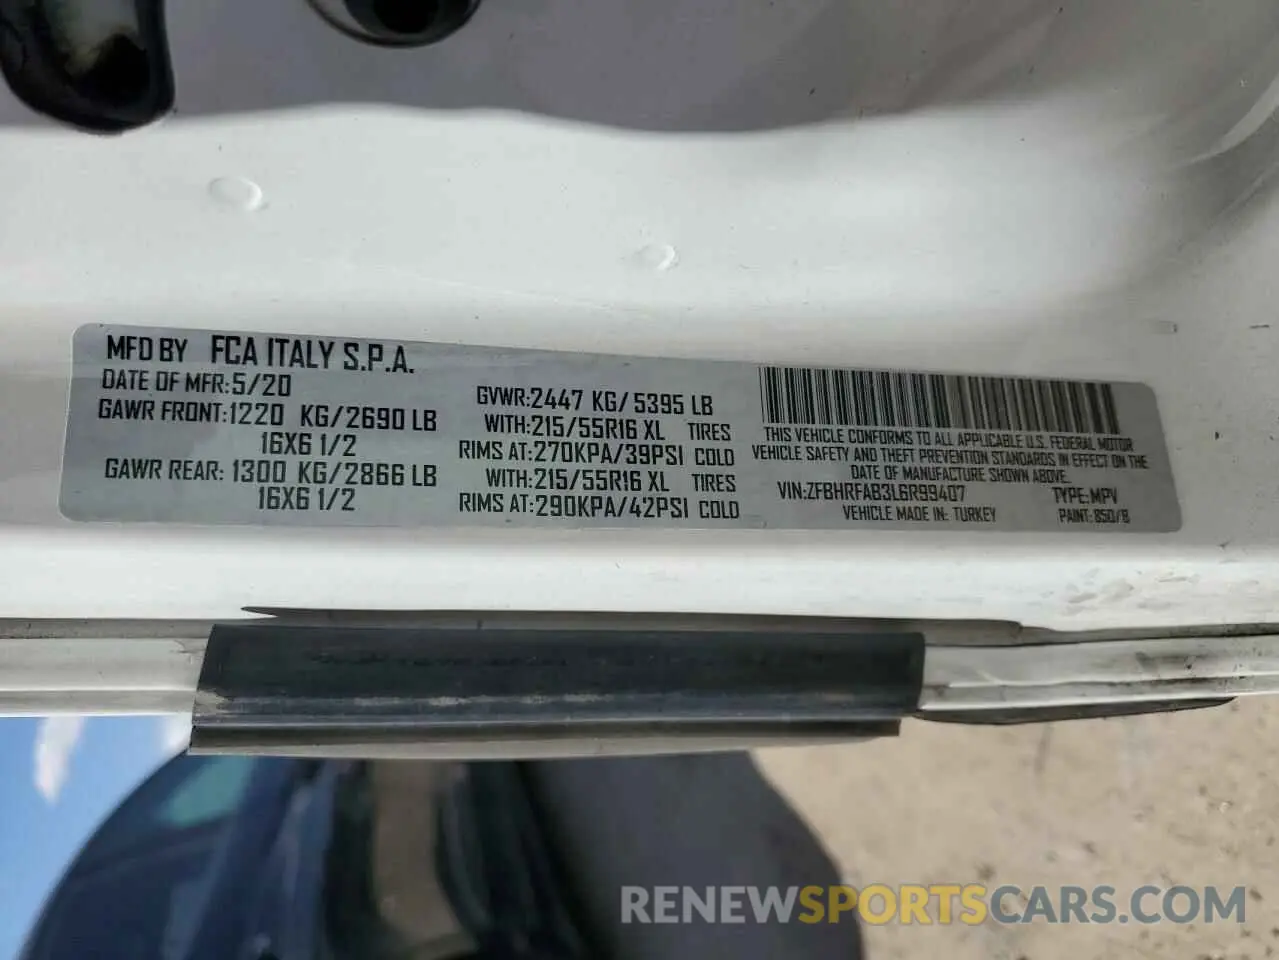 MFD BY FCA ITALY S.P.A.
DATE OF MFR:5/20
GAWR FRONT:1220 KG/2690 LB
16X6 1/2
GAWR REAR: 1300 KG/2866 LB
16X6 1/2
GVWR:2447 KG/ 5395 LB
WITH:215/55R16 XL TIRES
RIMS AT:270KPA/39PSI COLD
WITH:215/55R16 XL TIRES
RIMS AT:290KPA/42PSI COLD
THIS VEHICLE CONFORMS TO ALL APPLICABLE U.S. FEDERAL MOTOR
VEHICLE SAFETY AND THEFT PREVENTION STANDARDS IN EFFECT ON THE
DATE OF MANUFACTURE SHOWN ABOVE.
VIN:ZFBHRFAB3L6R99407 TYPE:MPV
VEHICLE MADE IN: TURKEY PAINT: 850/B
RENEWSPORTSCARS.COM